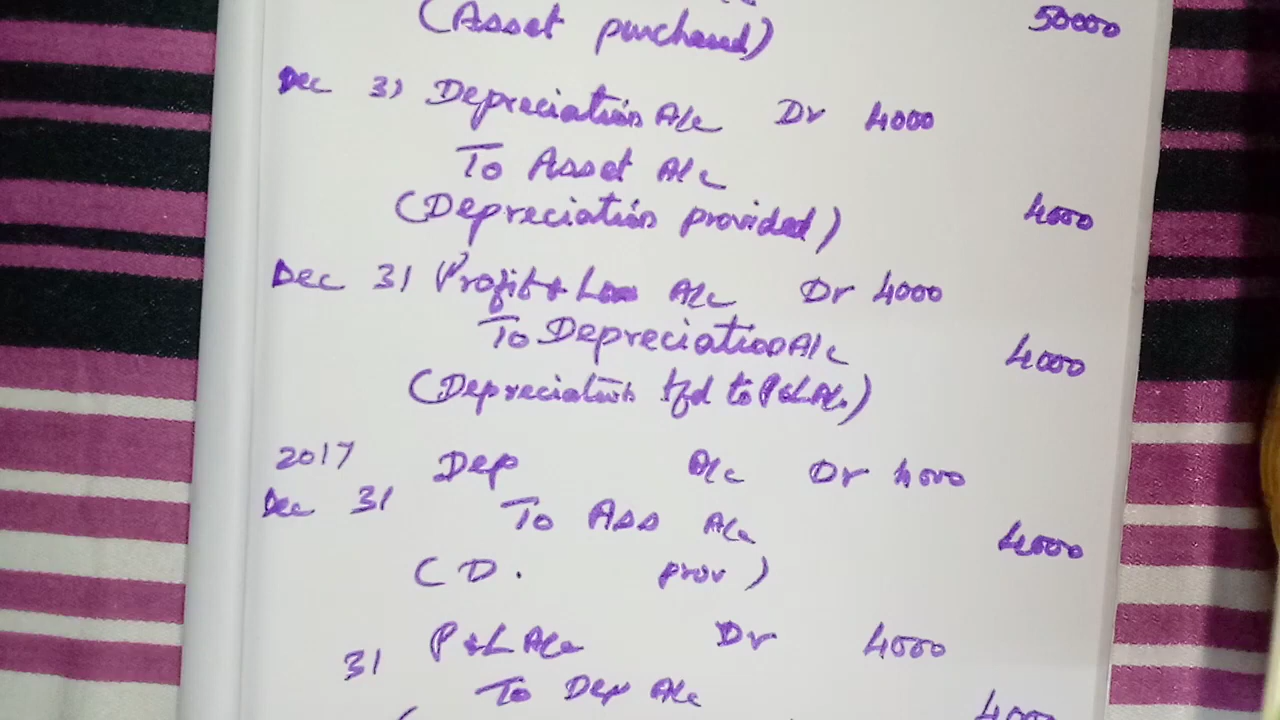 (Asset purchased) 50000
Dec 31 Depreciation A/c Dr 4000
To Asset A/c
(Depreciation provided) 4000
Dec 31 Profit & Loss A/c Dr 4000
To Depreciation A/c 4000
(Depreciation tfd to P&L A/c)
2017 Dep A/c Dr 4000
Dec 31 To Ass A/c 4000
(D. prov)
31 P&L A/c Dr 4000
To Dep A/c 4000